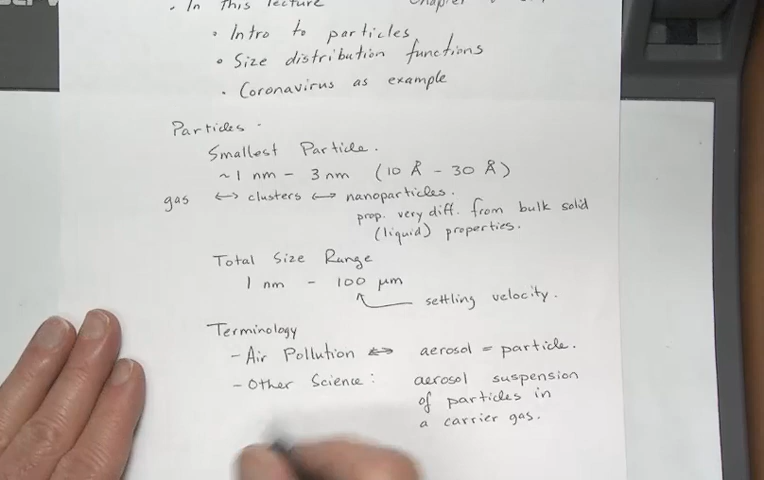 · In this lecture
· Intro to particles
· Size distribution functions
· Coronavirus as example
Particles -
Smallest Particle.
~ 1 nm - 3 nm (10 Å - 30 Å)
gas ↔ clusters ↔ nanoparticles.
prop. very diff. from bulk solid
(liquid) properties.
Total Size Range
1 nm - 100 μm
settling velocity.
Terminology
- Air Pollution ⇔ aerosol = particle.
- Other Science: aerosol suspension
of particles in
a carrier gas.